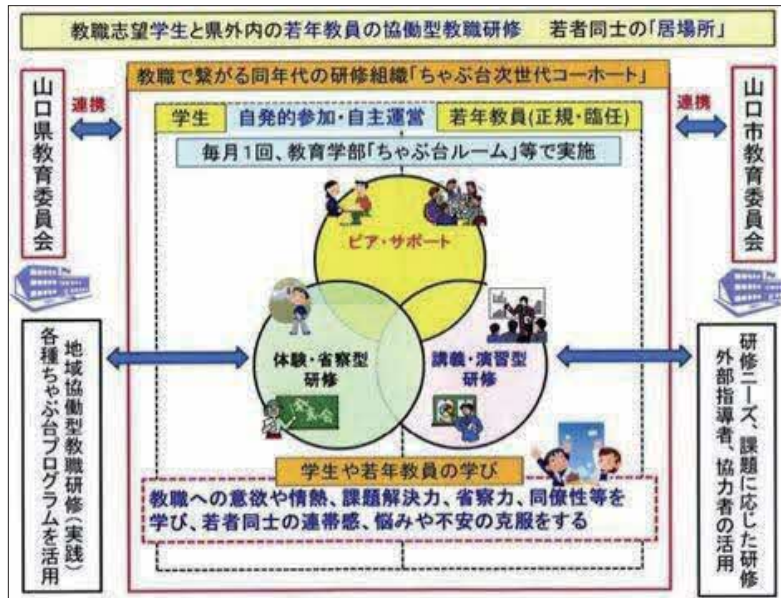 教職志望学生と県外内の若年教員の協働型教職研修　若者同士の「居場所」
教職で繋がる同年代の研修組織「ちゃぶ台次世代コーホート」
山口県教育委員会
連携
連携
山口市教育委員会
学生
自発的参加・自主運営
若年教員(正規・臨任)
毎月1回、教育学部「ちゃぶ台ルーム」等で実施
ピア・サポート
体験・省察型
研修
講義・演習型
研修
地域協働型教職研修(実践)
各種ちゃぶ台プログラムを活用
研修ニーズ、課題に応じた研修
外部指導者、協力者の活用
学生や若年教員の学び
教職への意欲や情熱、課題解決力、省察力、同僚性等を
学び、若者同士の連帯感、悩みや不安の克服をする